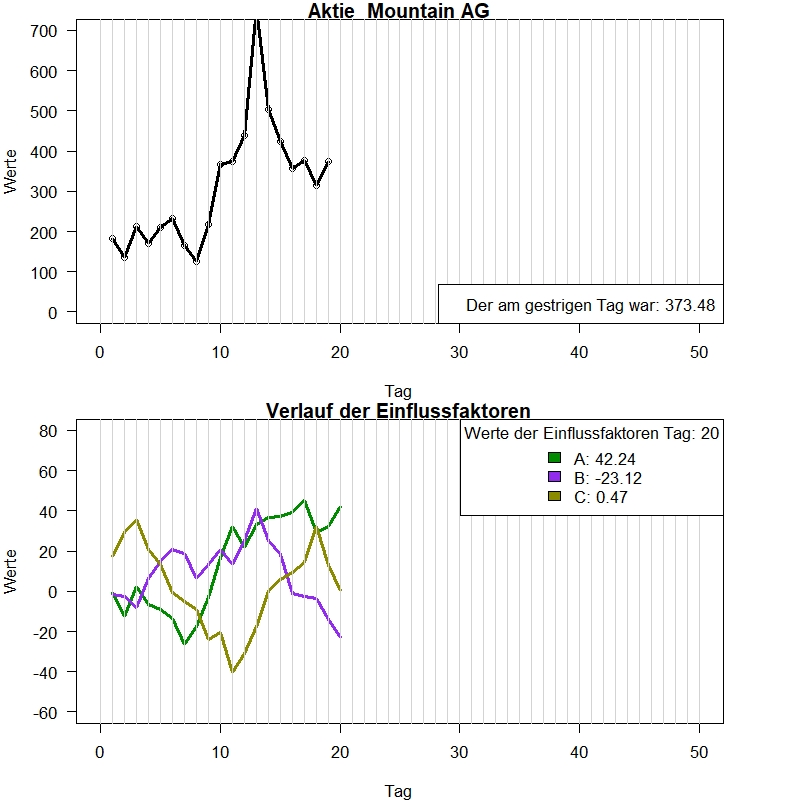 Aktie  Mountain AG
700
600
500
400
300
200
100
0
Werte
Der am gestrigen Tag war: 373.48
0 10 20 30 40 50
Tag
Verlauf der Einflussfaktoren
80
60
40
20
0
-20
-40
-60
Werte
Werte der Einflussfaktoren Tag: 20
A: 42.24
B: -23.12
C: 0.47
0 10 20 30 40 50
Tag